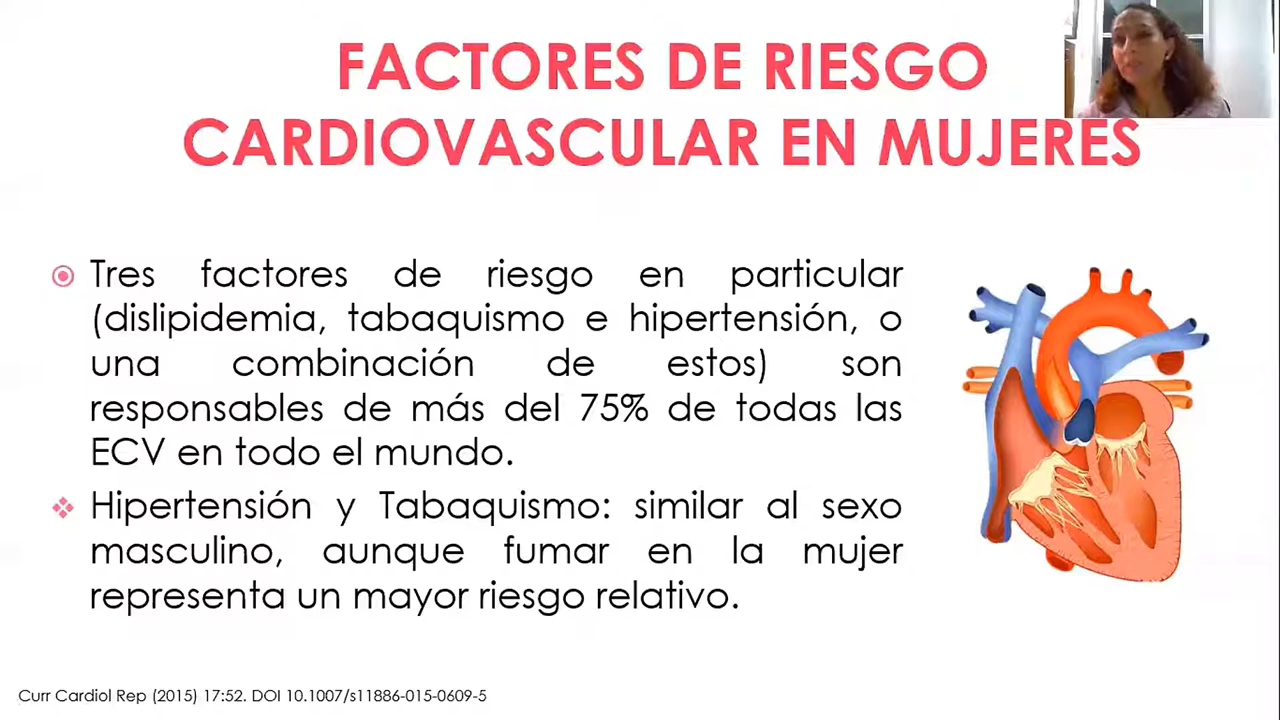 FACTORES DE RIESGO
CARDIOVASCULAR EN MUJERES
Tres factores de riesgo en particular
(dislipidemia, tabaquismo e hipertensión, o
una combinación de estos) son
responsables de más del 75% de todas las
ECV en todo el mundo.
Hipertensión y Tabaquismo: similar al sexo
masculino, aunque fumar en la mujer
representa un mayor riesgo relativo.
Curr Cardiol Rep (2015) 17:52. DOI 10.1007/s11886-015-0609-5